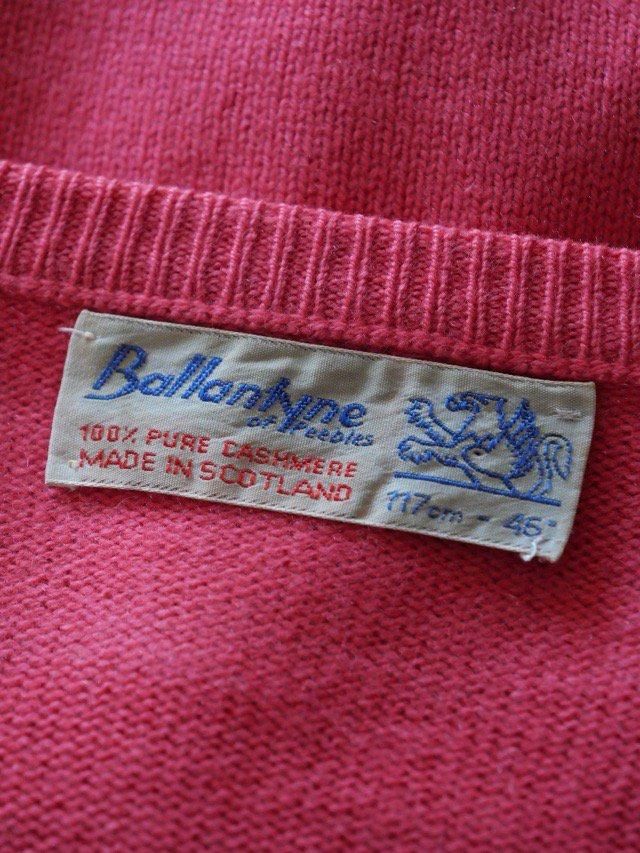 Ballantyne
of Peebles
100% PURE CASHMERE
MADE IN SCOTLAND
117cm - 46"